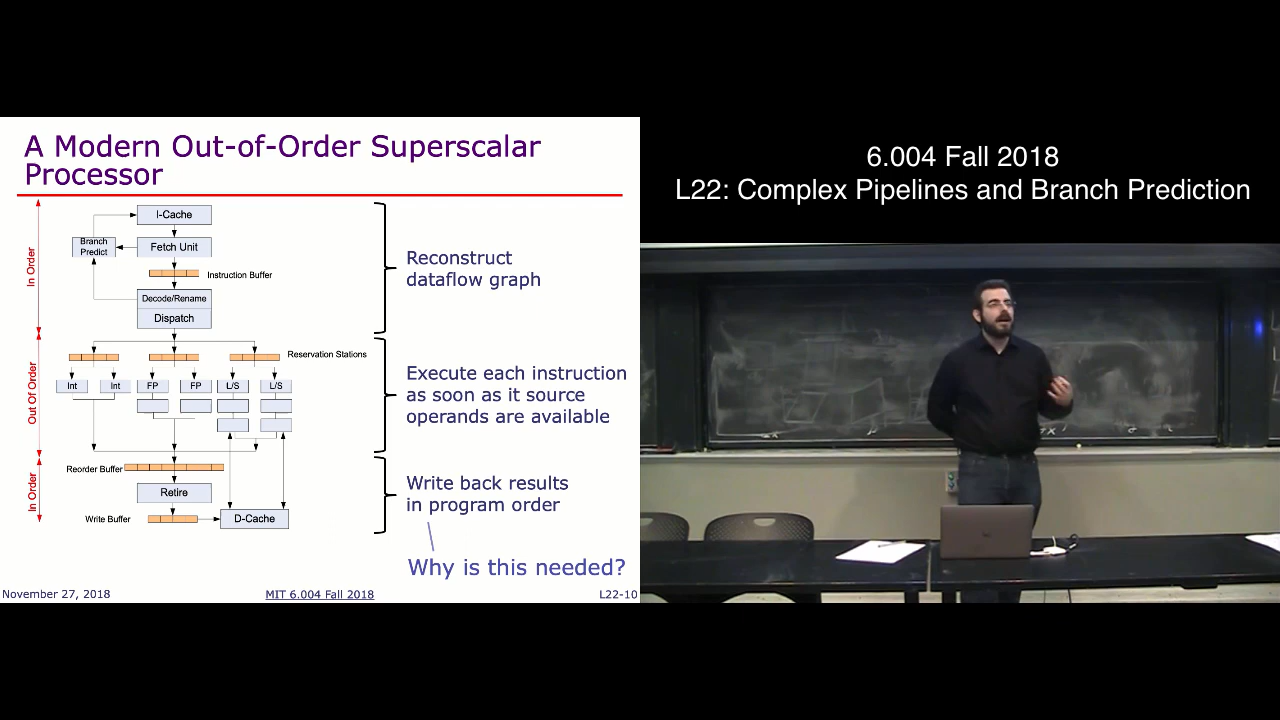 A Modern Out-of-Order Superscalar
Processor
In Order
I-Cache
Branch
Predict
Fetch Unit
Instruction Buffer
Decode/Rename
Dispatch
Reconstruct
dataflow graph
Out Of Order
Reservation Stations
Int
Int
FP
FP
L/S
L/S
Execute each instruction
as soon as it source
operands are available
In Order
Reorder Buffer
Retire
Write Buffer
D-Cache
Write back results
in program order
Why is this needed?
November 27, 2018
MIT 6.004 Fall 2018
L22-10
6.004 Fall 2018
L22: Complex Pipelines and Branch Prediction